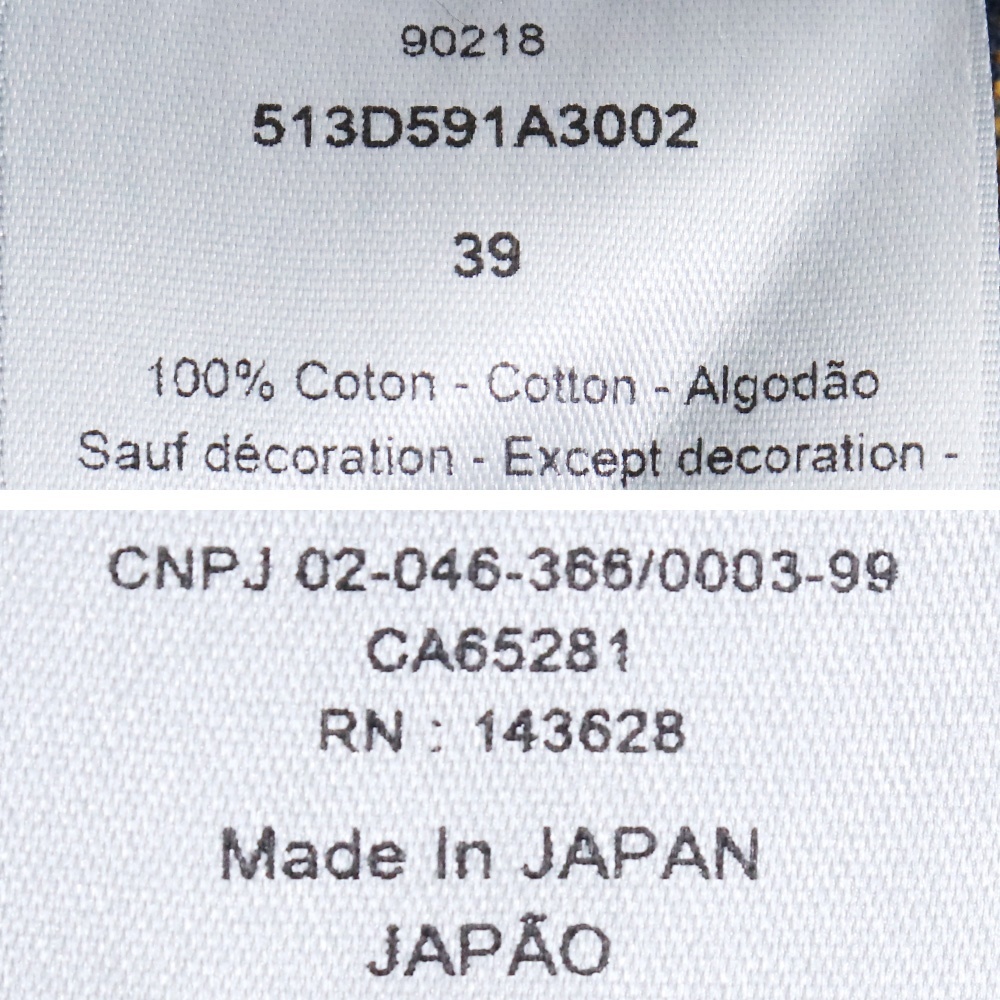 90218
513D591A3002
39
100% Coton - Cotton - Algodão
Sauf décoration - Except decoration -
CNPJ 02-046-366/0003-99
CA65281
RN : 143628
Made In JAPAN
JAPÃO